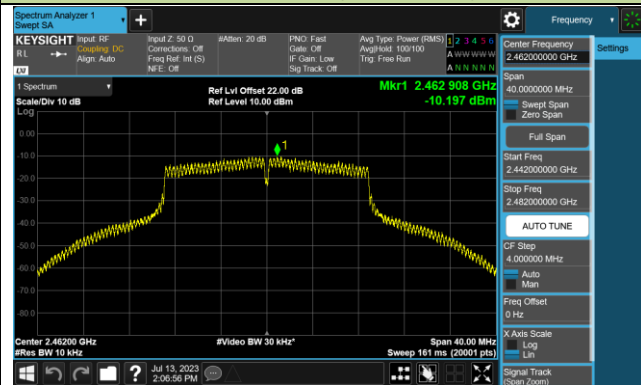 Spectrum Analyzer 1
Swept SA
+
Frequency
KEYSIGHT
Input: RF
Coupling: DC
Align: Auto
Input Z: 50 Ω
Corrections: Off
Freq Ref: Int (S)
NFE: Off
#Atten: 20 dB
PNO: Fast
Gate: Off
IF Gain: Low
Sig Track: Off
Avg Type: Power (RMS)
Avg|Hold: 100/100
Trig: Free Run
1 2 3 4 5 6
A W W W W W
A N N N N N
RL
LXI
Center Frequency
2.462000000 GHz
Settings
Span
40.0000000 MHz
Swept Span
Zero Span
Full Span
Start Freq
2.442000000 GHz
Stop Freq
2.482000000 GHz
AUTO TUNE
CF Step
4.000000 MHz
Auto
Man
Freq Offset
0 Hz
X Axis Scale
Log
Lin
Signal Track
(Span Zoom)
1 Spectrum
Scale/Div 10 dB
Log
Ref Lvl Offset 22.00 dB
Ref Level 10.00 dBm
Mkr1 2.462 908 GHz
-10.197 dBm
1
0.00
-10.0
-20.0
-30.0
-40.0
-50.0
-60.0
-70.0
-80.0
Center 2.46200 GHz
#Res BW 10 kHz
#Video BW 30 kHz*
Span 40.00 MHz
Sweep 161 ms (20001 pts)
?
Jul 13, 2023
2:06:56 PM